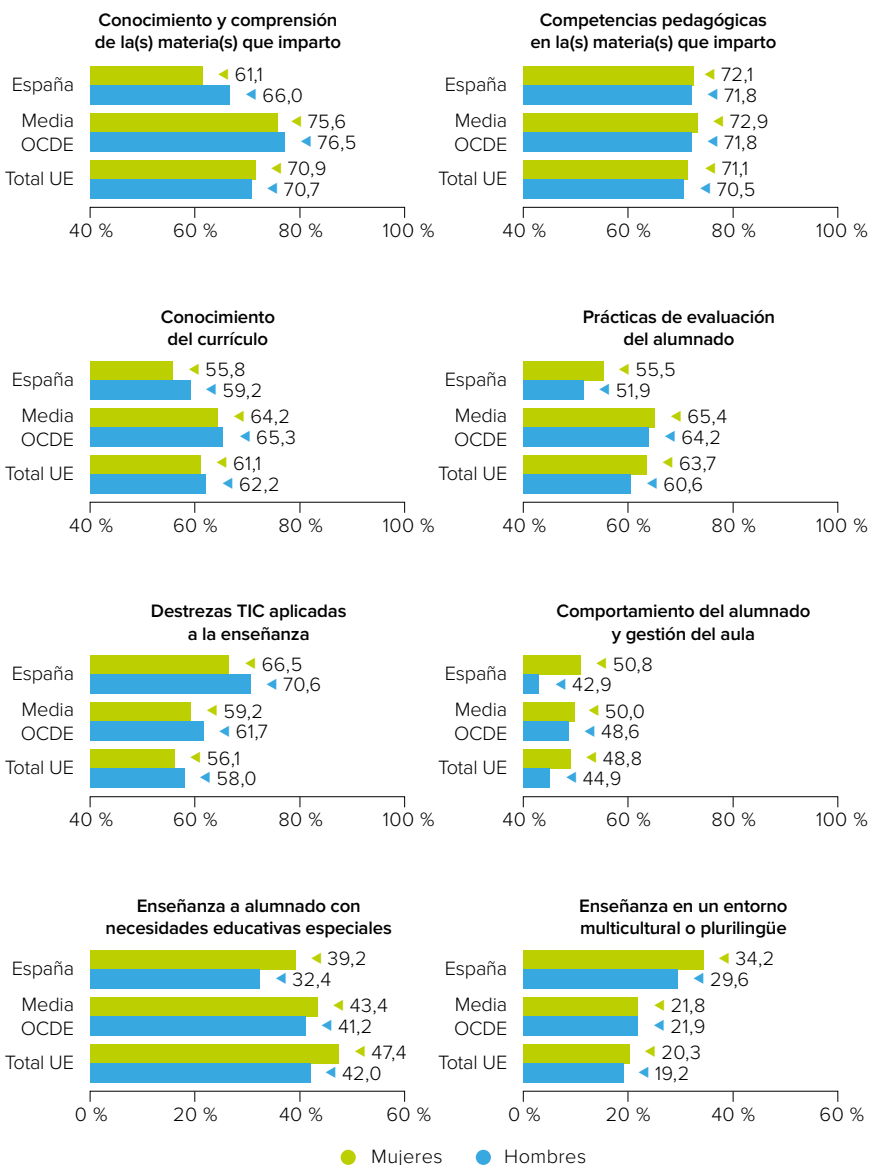 Conocimiento y comprensión
de la(s) materia(s) que imparto
España
◄ 61,1
◄ 66,0
Media
OCDE
◄ 75,6
◄ 76,5
Total UE
◄ 70,9
◄ 70,7
40 % 60 % 80 % 100 %
Competencias pedagógicas
en la(s) materia(s) que imparto
España
◄ 72,1
◄ 71,8
Media
OCDE
◄ 72,9
◄ 71,8
Total UE
◄ 71,1
◄ 70,5
40 % 60 % 80 % 100 %
Conocimiento
del currículo
España
◄ 55,8
◄ 59,2
Media
OCDE
◄ 64,2
◄ 65,3
Total UE
◄ 61,1
◄ 62,2
40 % 60 % 80 % 100 %
Prácticas de evaluación
del alumnado
España
◄ 55,5
◄ 51,9
Media
OCDE
◄ 65,4
◄ 64,2
Total UE
◄ 63,7
◄ 60,6
40 % 60 % 80 % 100 %
Destrezas TIC aplicadas
a la enseñanza
España
◄ 66,5
◄ 70,6
Media
OCDE
◄ 59,2
◄ 61,7
Total UE
◄ 56,1
◄ 58,0
40 % 60 % 80 % 100 %
Comportamiento del alumnado
y gestión del aula
España
◄ 50,8
◄ 42,9
Media
OCDE
◄ 50,0
◄ 48,6
Total UE
◄ 48,8
◄ 44,9
40 % 60 % 80 % 100 %
Enseñanza a alumnado con
necesidades educativas especiales
España
◄ 39,2
◄ 32,4
Media
OCDE
◄ 43,4
◄ 41,2
Total UE
◄ 47,4
◄ 42,0
0 % 20 % 40 % 60 %
Enseñanza en un entorno
multicultural o plurilingüe
España
◄ 34,2
◄ 29,6
Media
OCDE
◄ 21,8
◄ 21,9
Total UE
◄ 20,3
◄ 19,2
0 % 20 % 40 % 60 %
Mujeres Hombres